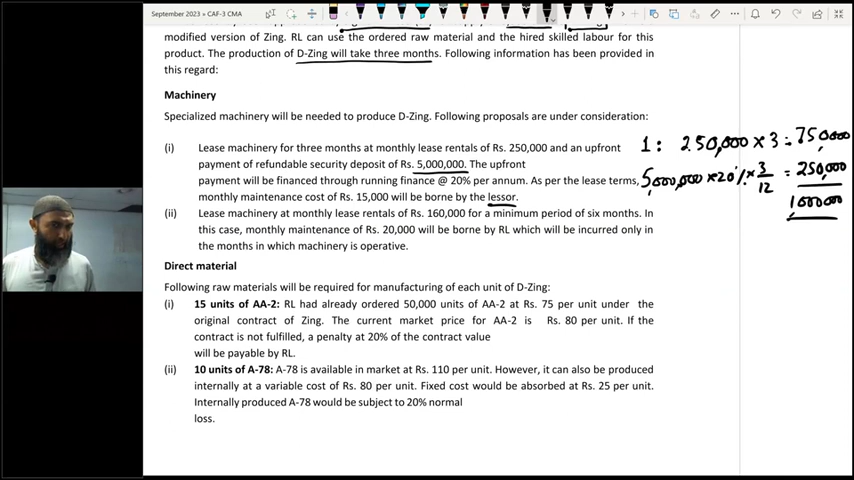 September 2023 » CAF-3 CMA
modified version of Zing. RL can use the ordered raw material and the hired skilled labour for this
product. The production of D-Zing will take three months. Following information has been provided in
this regard:
Machinery
Specialized machinery will be needed to produce D-Zing. Following proposals are under consideration:
(i) Lease machinery for three months at monthly lease rentals of Rs. 250,000 and an upfront
payment of refundable security deposit of Rs. 5,000,000. The upfront
payment will be financed through running finance @ 20% per annum. As per the lease terms,
monthly maintenance cost of Rs. 15,000 will be borne by the lessor.
(ii) Lease machinery at monthly lease rentals of Rs. 160,000 for a minimum period of six months. In
this case, monthly maintenance of Rs. 20,000 will be borne by RL which will be incurred only in
the months in which machinery is operative.
Direct material
Following raw materials will be required for manufacturing of each unit of D-Zing:
(i) 15 units of AA-2: RL had already ordered 50,000 units of AA-2 at Rs. 75 per unit under the
original contract of Zing. The current market price for AA-2 is Rs. 80 per unit. If the
contract is not fulfilled, a penalty at 20% of the contract value
will be payable by RL.
(ii) 10 units of A-78: A-78 is available in market at Rs. 110 per unit. However, it can also be produced
internally at a variable cost of Rs. 80 per unit. Fixed cost would be absorbed at Rs. 25 per unit.
Internally produced A-78 would be subject to 20% normal
loss.
1: 250,000 × 3 = 750,000
5,000,000 × 20% × 3/12 = 250,000
1,000,000